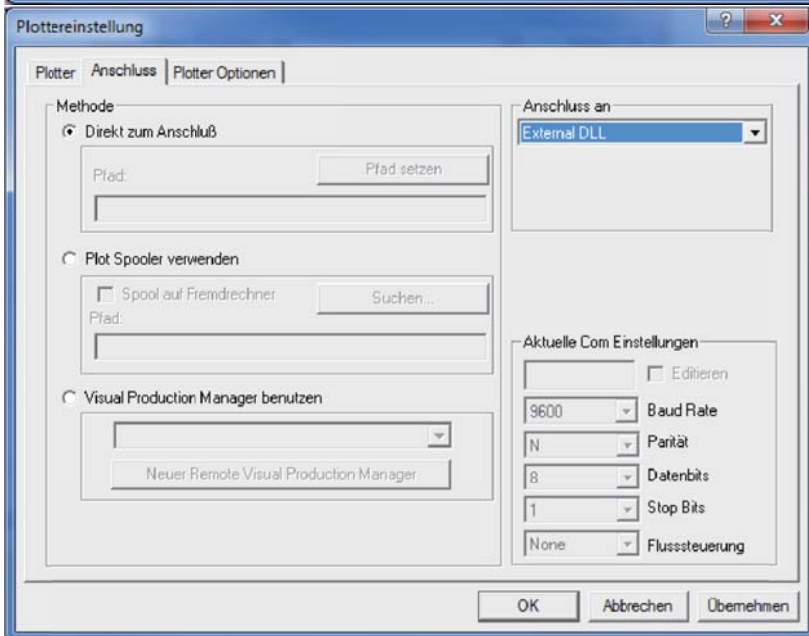 Plottereinstellung
Plotter Anschluss Plotter Optionen
Methode
Direkt zum Anschluß
Pfad:
Pfad setzen
Plot Spooler verwenden
Spool auf Fremdrechner
Suchen...
Pfad:
Visual Production Manager benutzen
Neuer Remote Visual Production Manager
Anschluss an
External DLL
Aktuelle Com Einstellungen
Editieren
9600 Baud Rate
N Parität
8 Datenbits
1 Stop Bits
None Flusssteuerung
OK Abbrechen Übernehmen